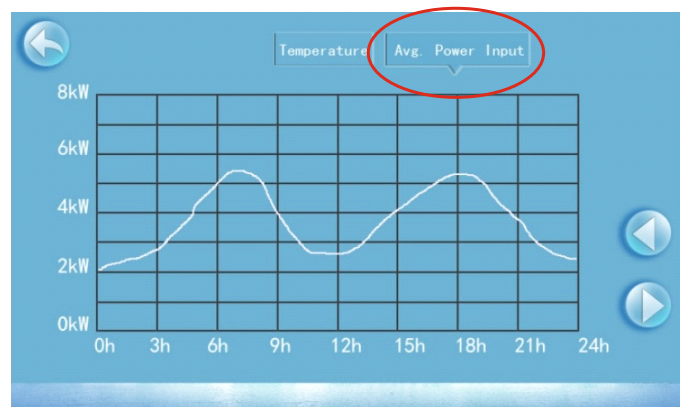 Temperature Avg. Power Input
8kW
6kW
4kW
2kW
0kW
0h 3h 6h 9h 12h 15h 18h 21h 24h